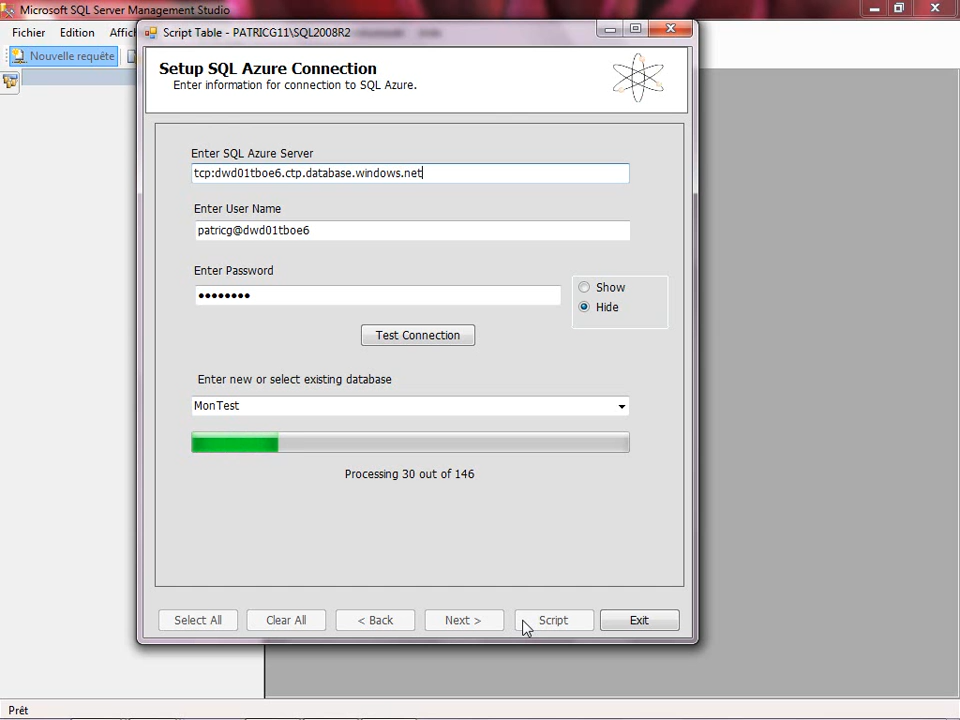 Microsoft SQL Server Management Studio
Fichier Edition
Nouvelle requête
Script Table - PATRICG11\SQL2008R2
Setup SQL Azure Connection
Enter information for connection to SQL Azure.
Enter SQL Azure Server
tcp:dwd01tboe6.ctp.database.windows.net
Enter User Name
patricg@dwd01tboe6
Enter Password
Show
Hide
Test Connection
Enter new or select existing database
MonTest
Processing 30 out of 146
Select All Clear All < Back Next > Script Exit
Prêt